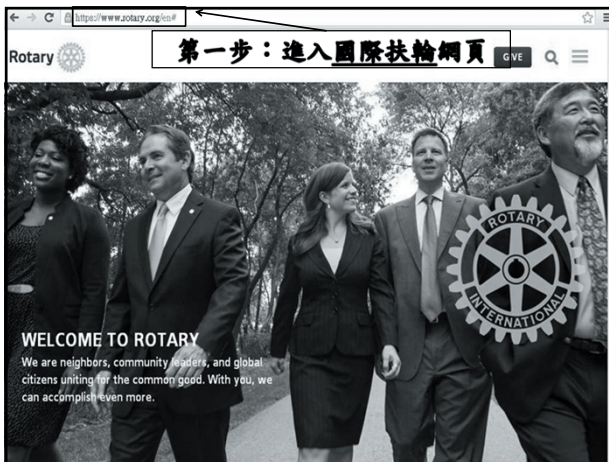 https://www.rotary.org/en#
第一步：進入國際扶輪網頁
Rotary
GIVE
ROTARY
INTERNATIONAL
WELCOME TO ROTARY
We are neighbors, community leaders, and global
citizens uniting for the common good. With you, we
can accomplish even more.